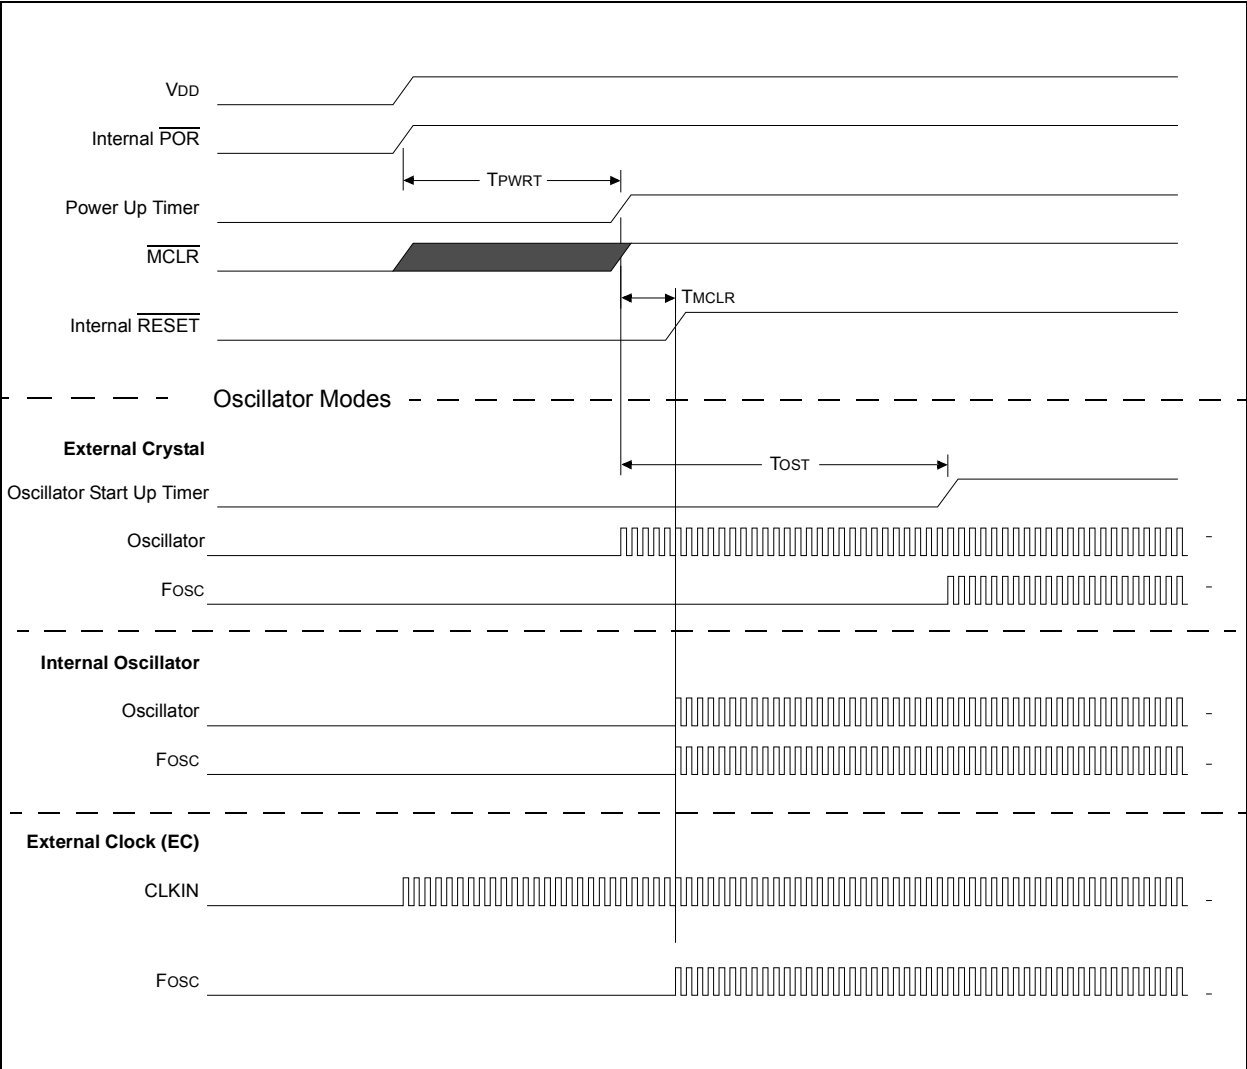 VDD
Internal POR
TPWRT
Power Up Timer
MCLR
TMCLR
Internal RESET
Oscillator Modes
External Crystal
TOST
Oscillator Start Up Timer
Oscillator
FOSC
Internal Oscillator
Oscillator
FOSC
External Clock (EC)
CLKIN
FOSC